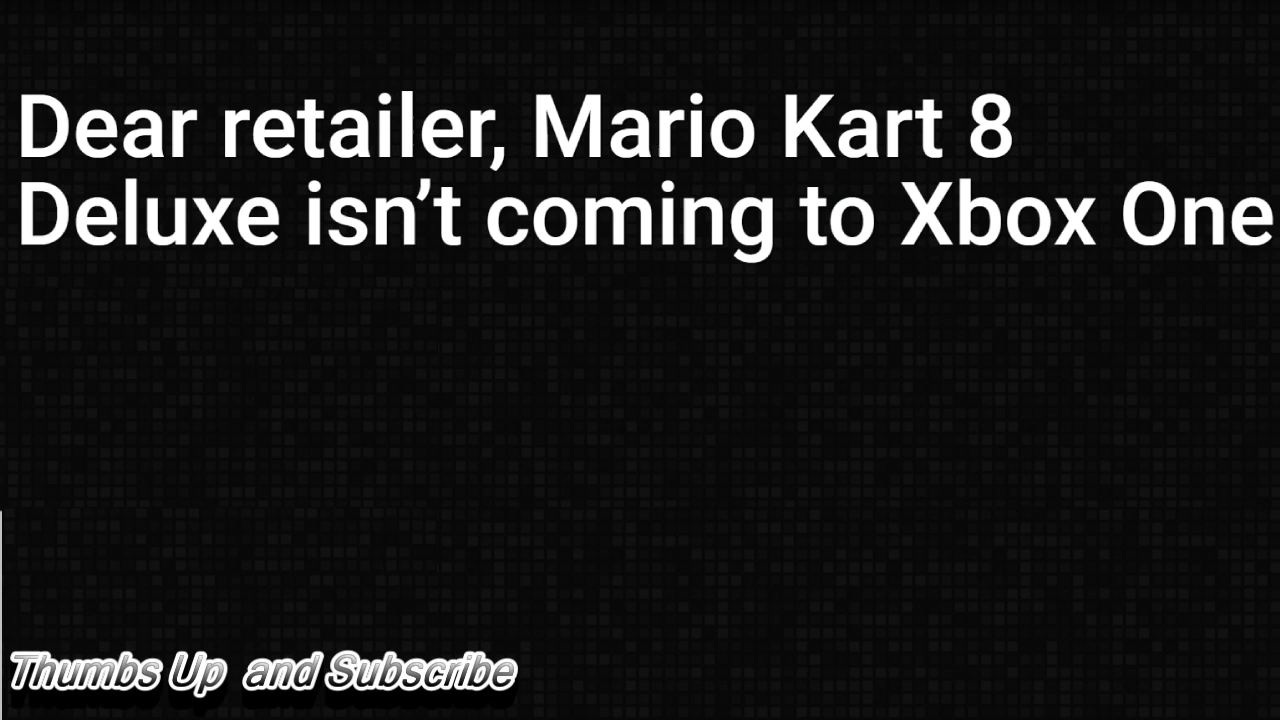 Dear retailer, Mario Kart 8
Deluxe isn’t coming to Xbox One
Thumbs Up and Subscribe